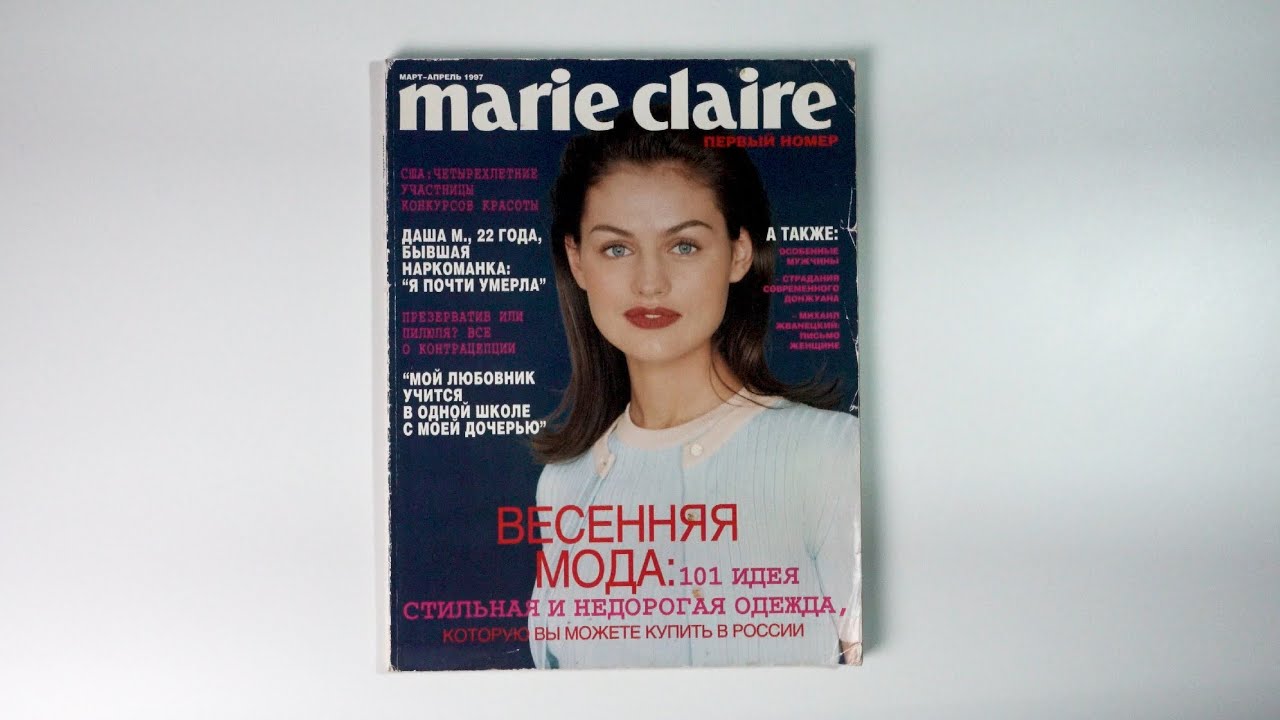 МАРТ–АПРЕЛЬ 1997
marie claire
ПЕРВЫЙ НОМЕР
США:ЧЕТЫРЕХЛЕТНИЕ
УЧАСТНИЦЫ
КОНКУРСОВ КРАСОТЫ
ДАША М., 22 ГОДА,
БЫВШАЯ
НАРКОМАНКА:
“Я ПОЧТИ УМЕРЛА”
ПРЕЗЕРВАТИВ ИЛИ
ПИЛЮЛЯ? ВСЕ
О КОНТРАЦЕПЦИИ
“МОЙ ЛЮБОВНИК
УЧИТСЯ
В ОДНОЙ ШКОЛЕ
С МОЕЙ ДОЧЕРЬЮ”
А ТАКЖЕ:
ОСОБЕННЫЕ
МУЖЧИНЫ
- СТРАДАНИЯ
СОВРЕМЕННОГО
ДОНЖУАНА
- МИХАИЛ
ЖВАНЕЦКИЙ:
ПИСЬМО
ЖЕНЩИНЕ
ВЕСЕННЯЯ
МОДА: 101 ИДЕЯ
СТИЛЬНАЯ И НЕДОРОГАЯ ОДЕЖДА,
КОТОРУЮ ВЫ МОЖЕТЕ КУПИТЬ В РОССИИ